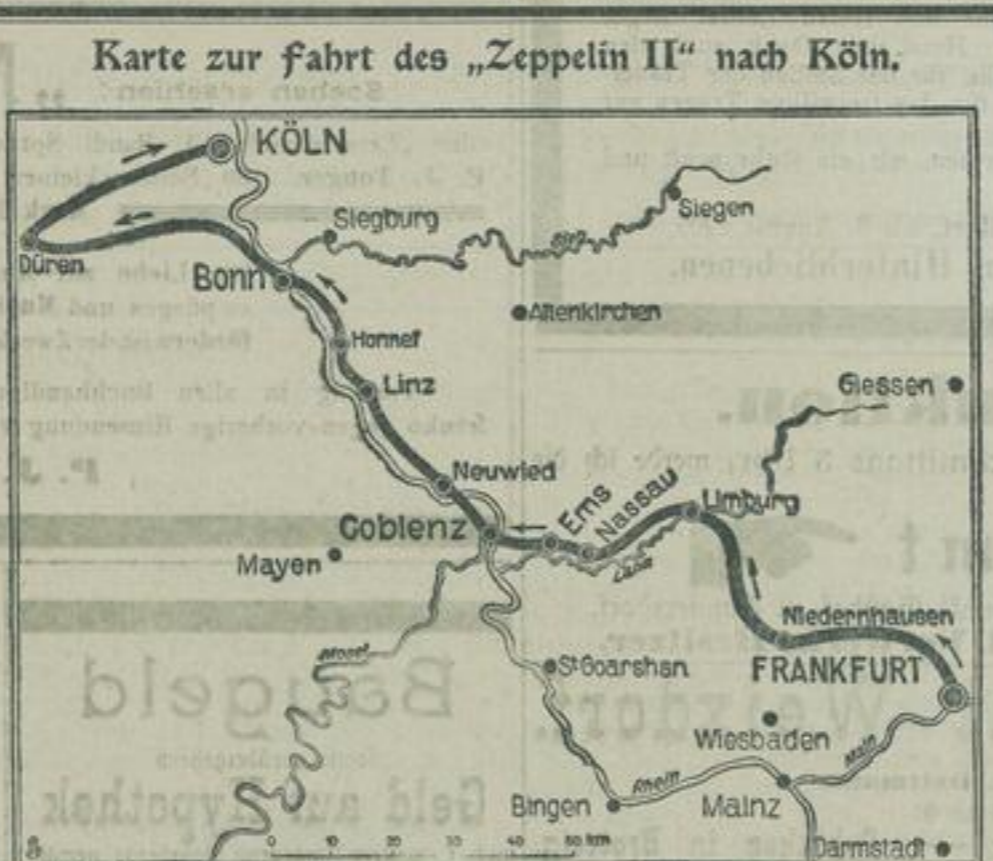 Karte zur Fahrt des „Zeppelin II“ nach Köln.
KÖLN
Siegburg
Siegen
Düren
Bonn
Altenkirchen
Honnef
Linz
Giessen
Neuwied
Ems
Nassau
Limburg
Coblenz
Mayen
Lahn
Niedernhausen
Mosel
St Goarshan
FRANKFURT
Wiesbaden
Main
Rhein
Bingen
Mainz
0 10 20 30 40 50 km
Darmstadt